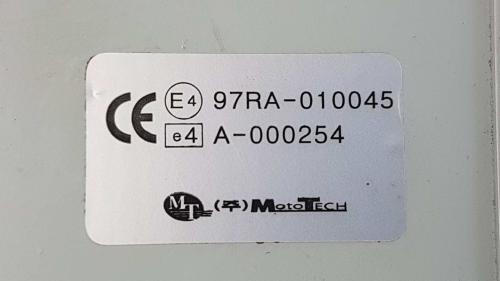 CE E4 97RA-010045
e4 A-000254
MT (주) MOTOTECH